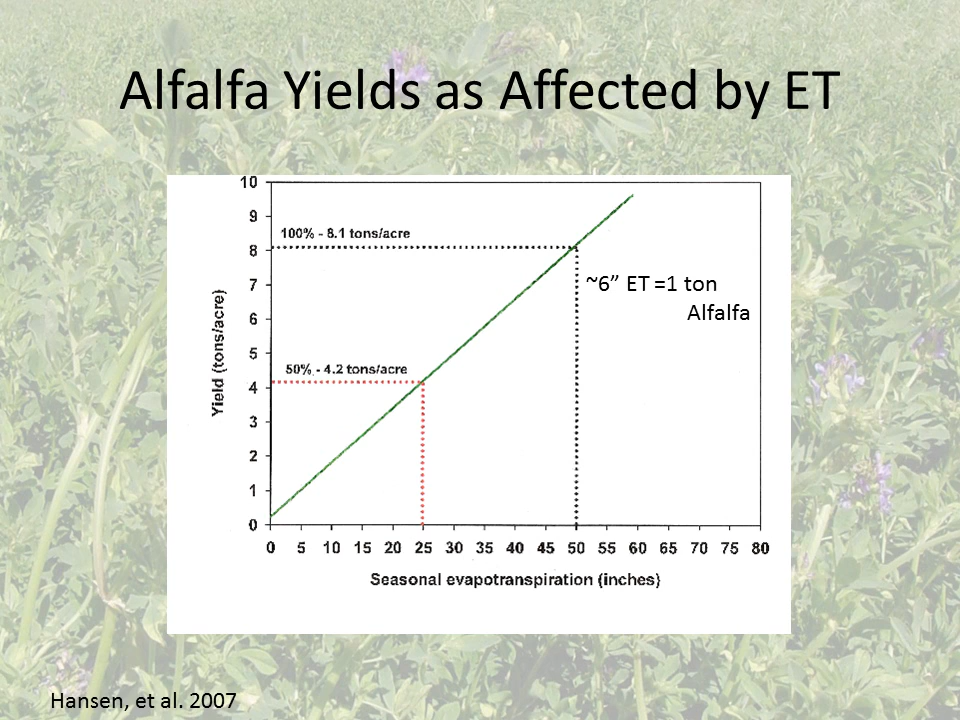 Alfalfa Yields as Affected by ET
10
9
8
7
6
5
4
3
2
1
0
Yield (tons/acre)
100% - 8.1 tons/acre
50% - 4.2 tons/acre
~6” ET =1 ton
Alfalfa
0 5 10 15 20 25 30 35 40 45 50 55 60 65 70 75 80
Seasonal evapotranspiration (inches)
Hansen, et al. 2007